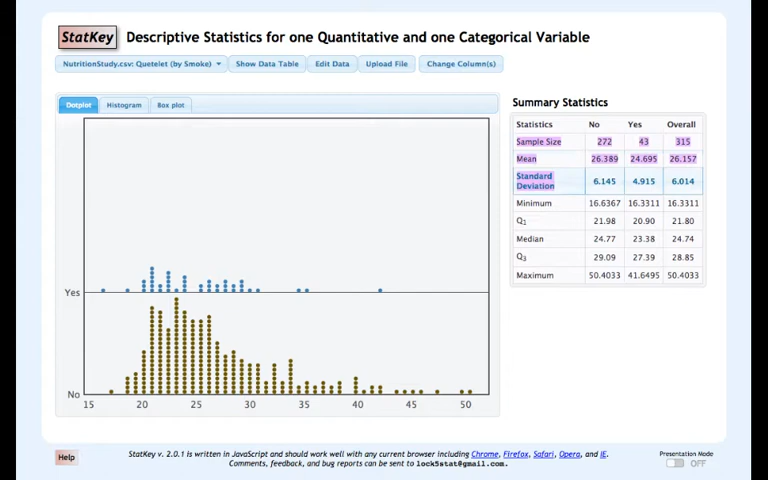 StatKey Descriptive Statistics for one Quantitative and one Categorical Variable
NutritionStudy.csv: Quetelet (by Smoke) Show Data Table Edit Data Upload File Change Column(s)
Dotplot Histogram Box plot
Summary Statistics
Statistics No Yes Overall
Sample Size 272 43 315
Mean 26.389 24.695 26.157
Standard
Deviation 6.145 4.915 6.014
Minimum 16.6367 16.3311 16.3311
Q1 21.98 20.90 21.80
Median 24.77 23.38 24.74
Q3 29.09 27.39 28.85
Maximum 50.4033 41.6495 50.4033
Yes
No
15 20 25 30 35 40 45 50
Help
StatKey v. 2.0.1 is written in JavaScript and should work well with any current browser including Chrome, Firefox, Safari, Opera, and IE.
Comments, feedback, and bug reports can be sent to lock5stat@gmail.com.
Presentation Mode
OFF